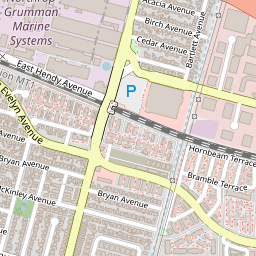 Grumman
Marine
Systems
Acacia Avenue
Birch Avenue
Cedar Avenue
Bartlett Avenue
East Hendy Avenue
MT1
P
Evelyn Avenue
Hornbeam Terrace
Bramble Terrace
Bryan Avenue
McKinley Avenue
Bryan Avenue